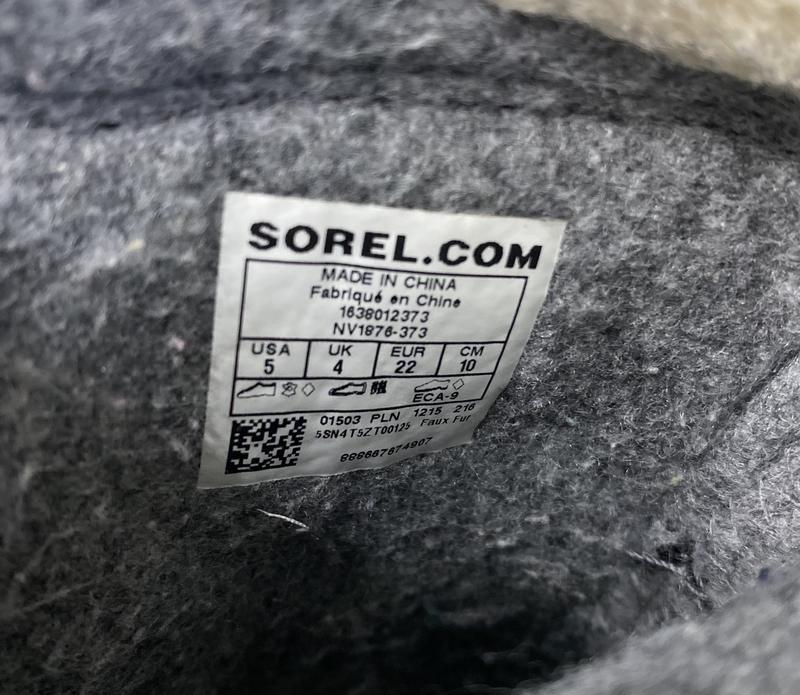 SOREL.COM
MADE IN CHINA
Fabriqué en Chine
1638012373
NV1876-373
USA UK EUR CM
5 4 22 10
ECA-9
01503 PLN 1215 216
5SN4T5ZT00125 Faux Fur
888667674907